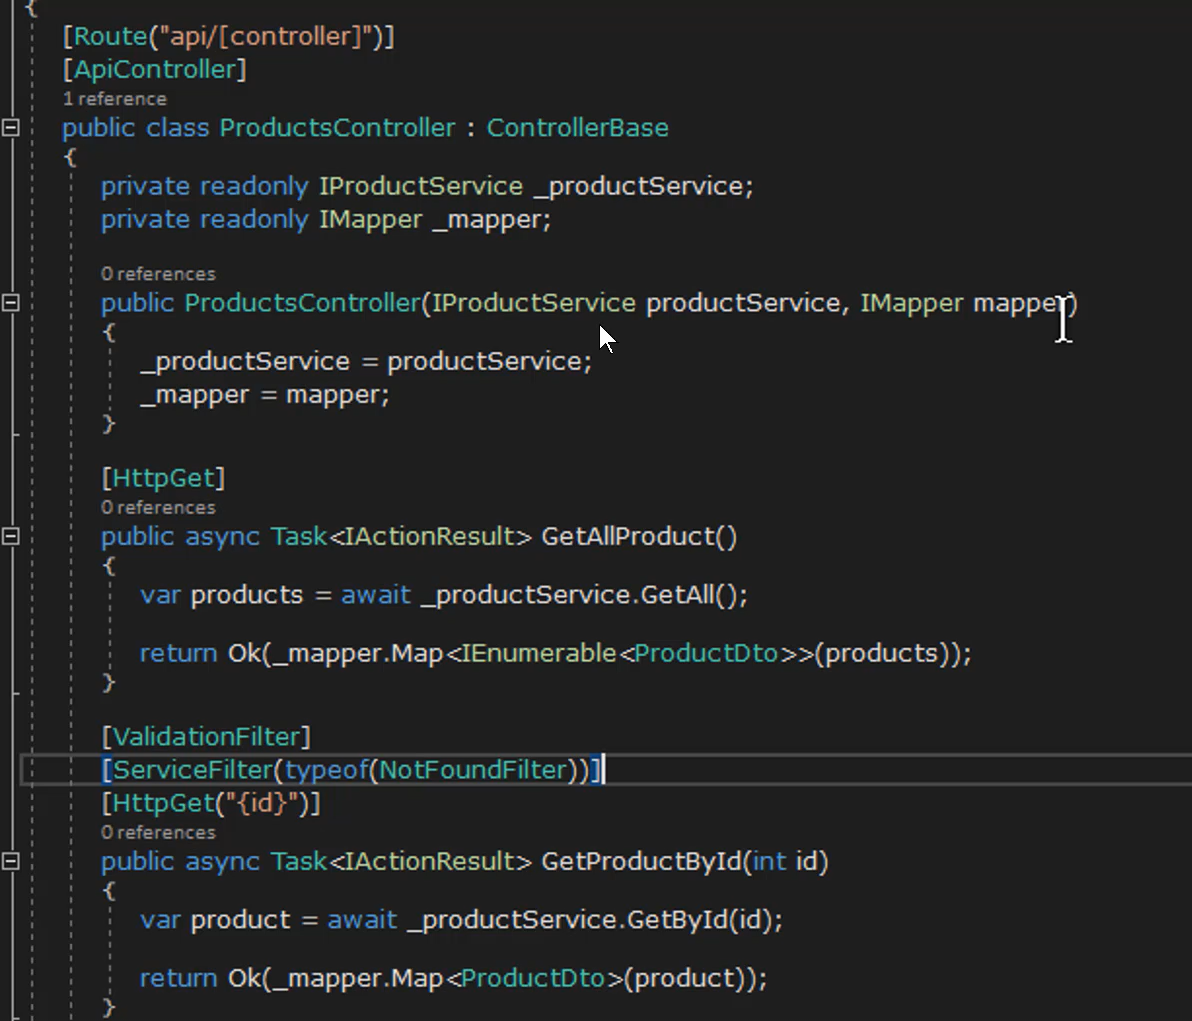 {
[Route("api/[controller]")]
[ApiController]
1 reference
public class ProductsController : ControllerBase
{
private readonly IProductService _productService;
private readonly IMapper _mapper;
0 references
public ProductsController(IProductService productService, IMapper mapper)
{
_productService = productService;
_mapper = mapper;
}
[HttpGet]
0 references
public async Task<IActionResult> GetAllProduct()
{
var products = await _productService.GetAll();
return Ok(_mapper.Map<IEnumerable<ProductDto>>(products));
}
[ValidationFilter]
[ServiceFilter(typeof(NotFoundFilter))]
[HttpGet("{id}")]
0 references
public async Task<IActionResult> GetProductById(int id)
{
var product = await _productService.GetById(id);
return Ok(_mapper.Map<ProductDto>(product));
}